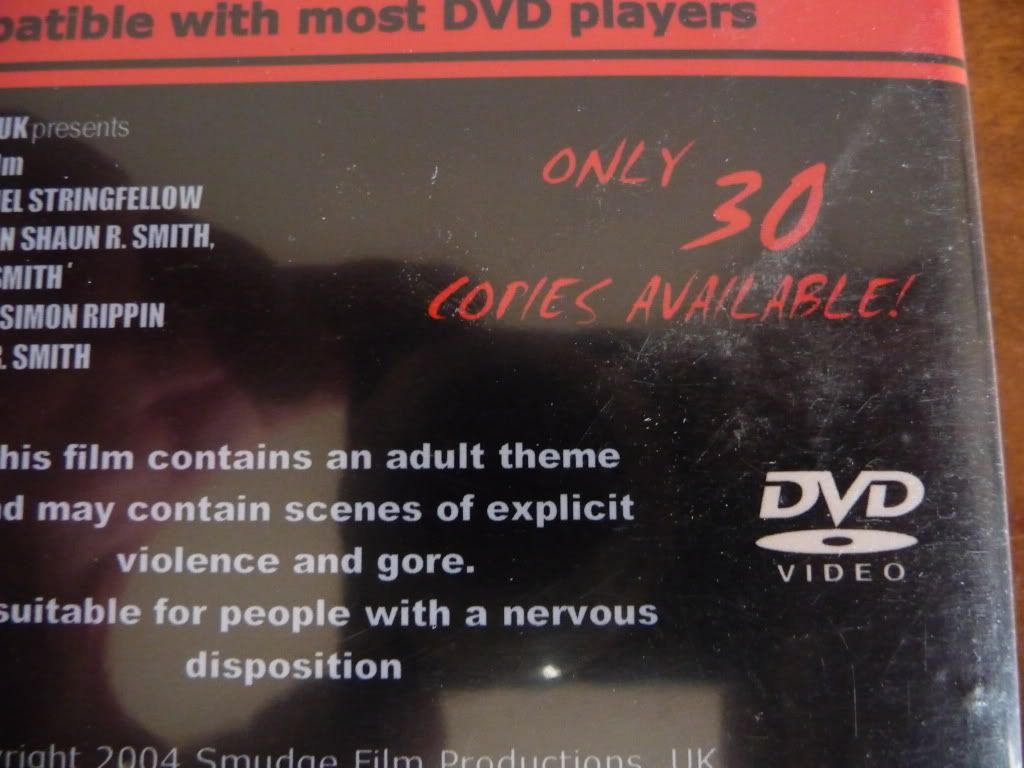 patible with most DVD players
UK presents
lm
EL STRINGFELLOW
N SHAUN R. SMITH,
SMITH
SIMON RIPPIN
. SMITH
ONLY
30
COPIES AVAILABLE!
his film contains an adult theme
d may contain scenes of explicit
violence and gore.
suitable for people with a nervous
disposition
DVD
VIDEO
right 2004 Smudge Film Productions, UK